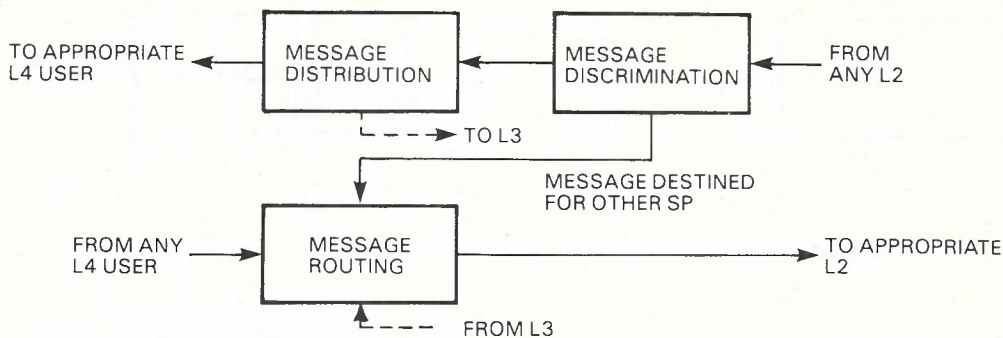 TO APPROPRIATE
L4 USER
MESSAGE
DISTRIBUTION
MESSAGE
DISCRIMINATION
FROM
ANY L2
TO L3
MESSAGE DESTINED
FOR OTHER SP
FROM ANY
L4 USER
MESSAGE
ROUTING
TO APPROPRIATE
L2
FROM L3